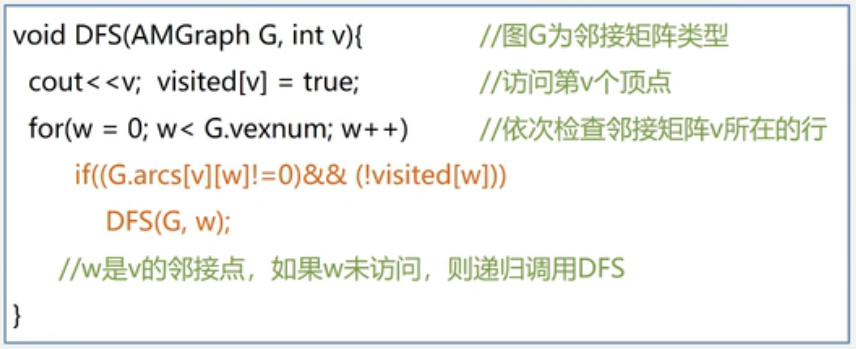 void DFS(AMGraph G, int v){ //图G为邻接矩阵类型
cout<<v; visited[v] = true; //访问第v个顶点
for(w = 0; w< G.vexnum; w++) //依次检查邻接矩阵v所在的行
if((G.arcs[v][w]!=0)&& (!visited[w]))
DFS(G, w);
//w是v的邻接点，如果w未访问，则递归调用DFS
}